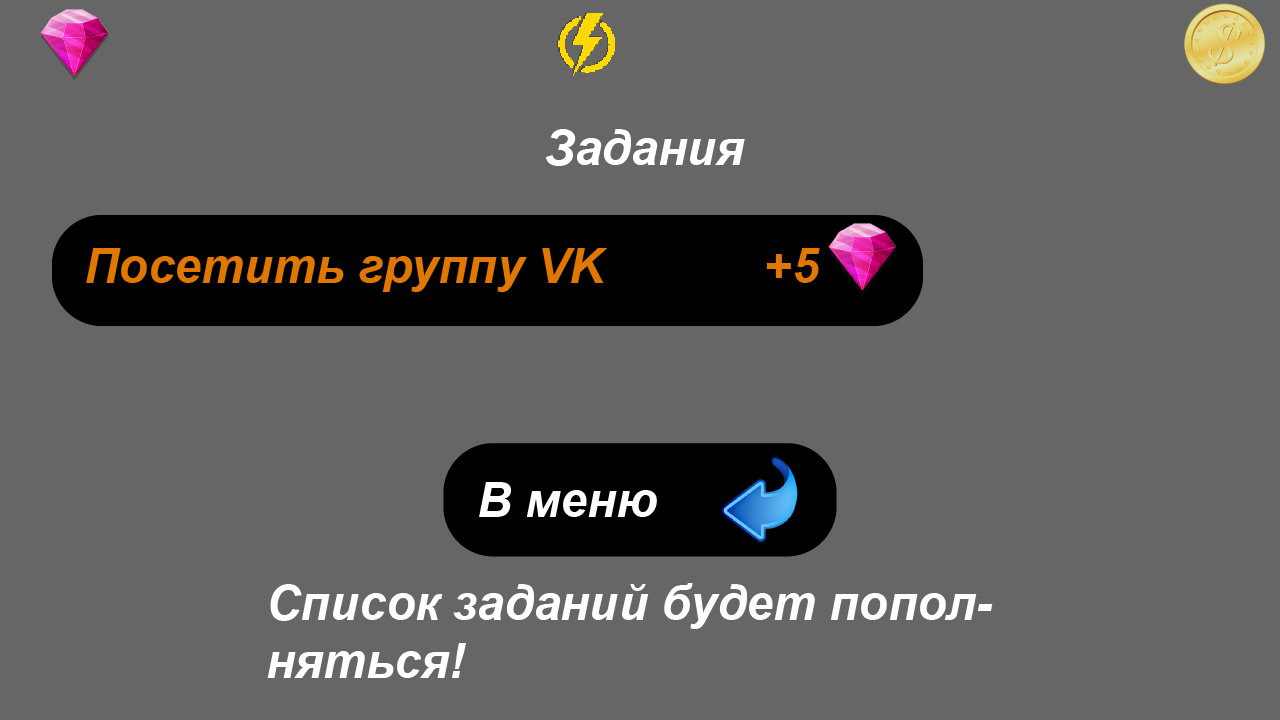 Задания
Посетить группу VK +5
В меню
Список заданий будет попол-
няться!